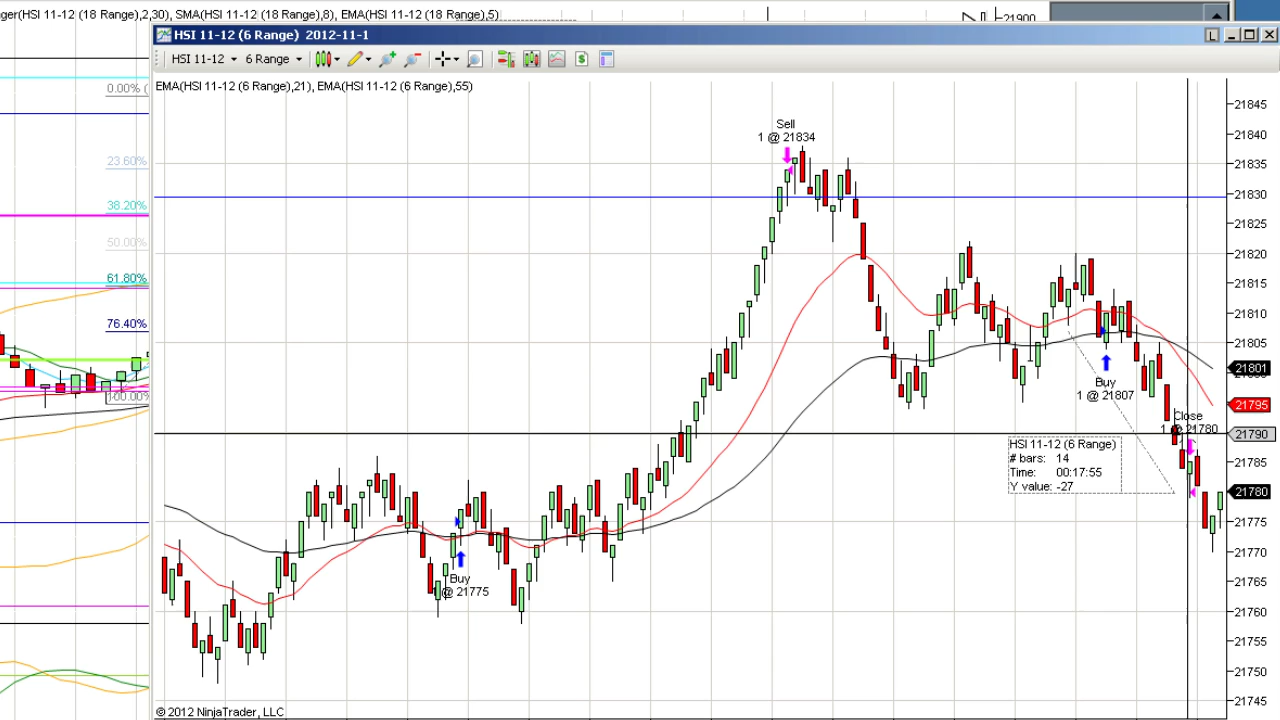 ger(HSI 11-12 (18 Range),2,30), SMA(HSI 11-12 (18 Range),8), EMA(HSI 11-12 (18 Range),5)
21900
HSI 11-12 (6 Range) 2012-11-1
L
HSI 11-12
6 Range
EMA(HSI 11-12 (6 Range),21), EMA(HSI 11-12 (6 Range),55)
0.00% (
23.60%
38.20%
50.00%
61.80%
76.40%
100.00%
Sell
1 @ 21834
Buy
1 @ 21807
Close
1 @ 21780
HSI 11-12 (6 Range)
# bars: 14
Time: 00:17:55
Y value: -27
Buy
1 @ 21775
21845
21840
21835
21830
21825
21820
21815
21810
21805
21801
21795
21790
21785
21780
21775
21770
21765
21760
21755
21750
21745
© 2012 NinjaTrader, LLC